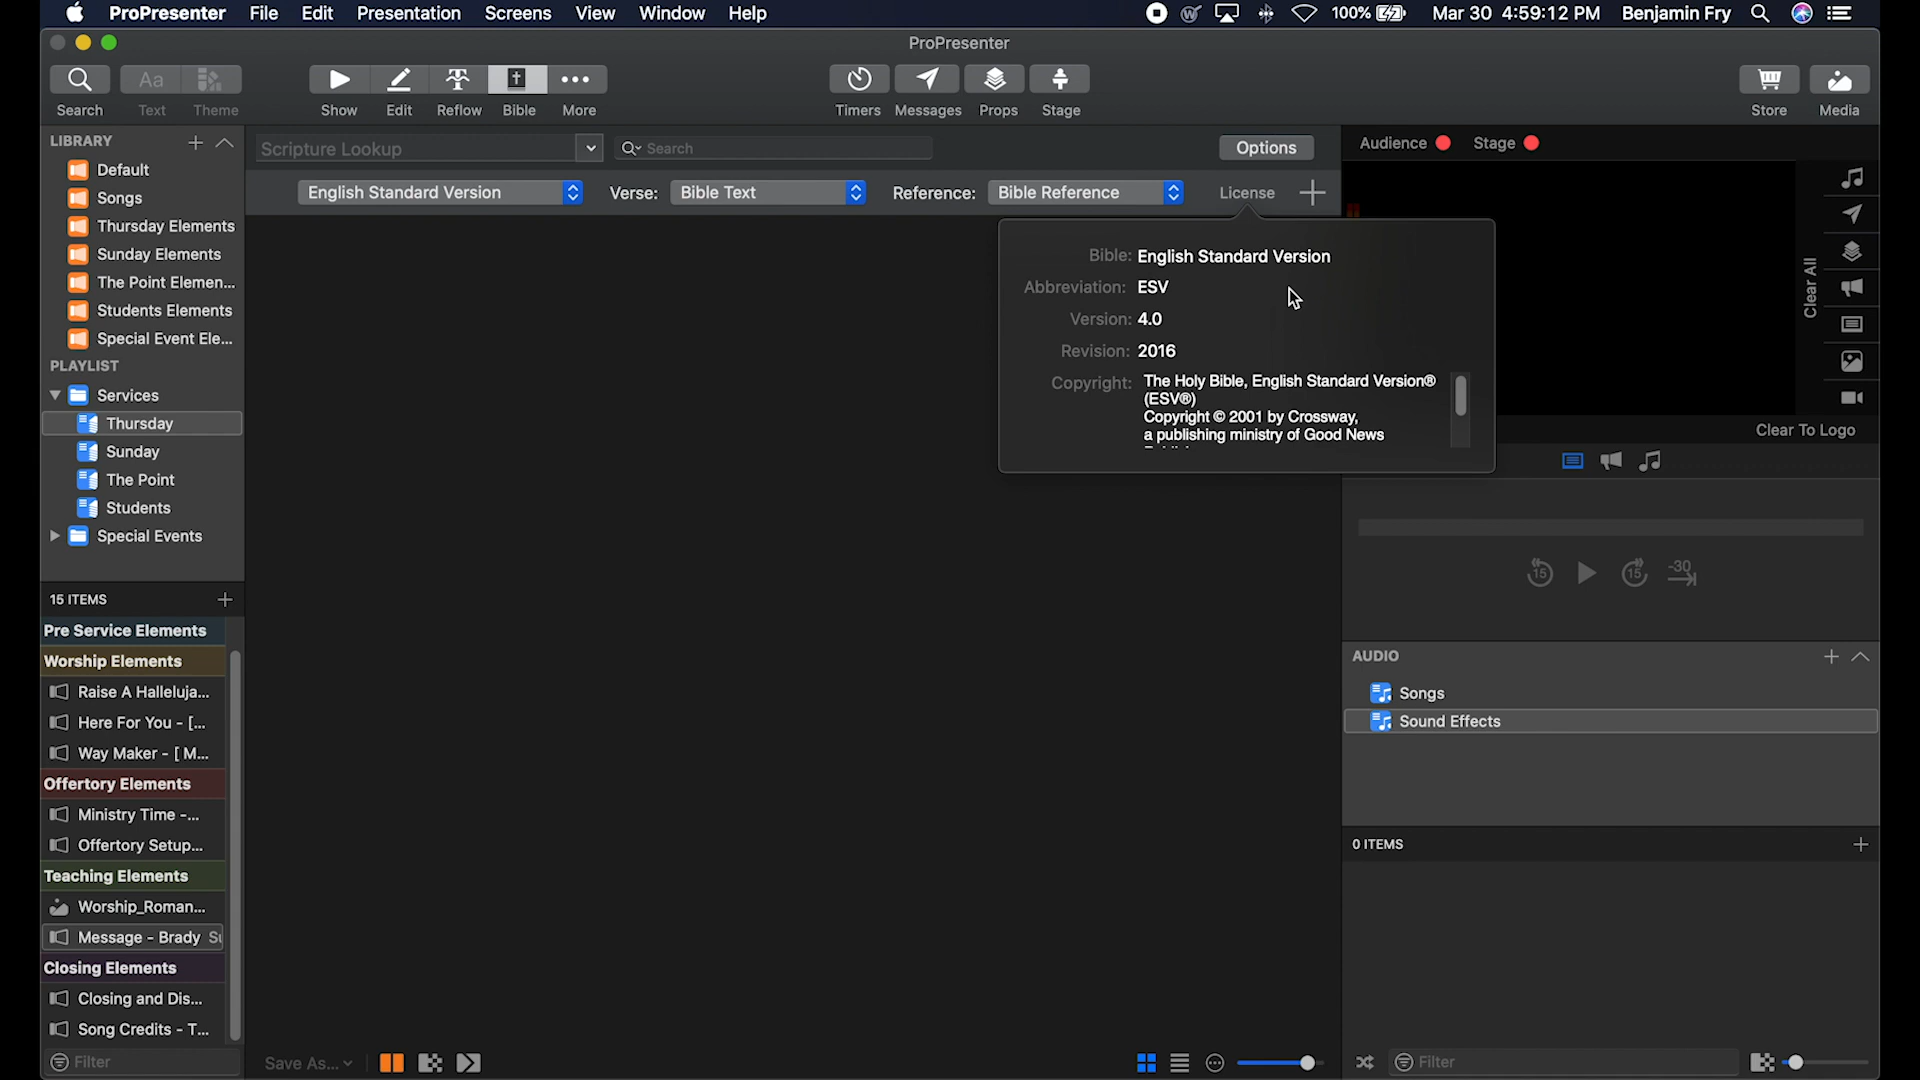 ProPresenter File Edit Presentation Screens View Window Help 100% Mar 30 4:59:12 PM Benjamin Fry
ProPresenter
Aa
Search Text Theme Show Edit Reflow Bible More Timers Messages Props Stage Store Media
LIBRARY
Default
Songs
Thursday Elements
Sunday Elements
The Point Elemen...
Students Elements
Special Event Ele...
PLAYLIST
Services
Thursday
Sunday
The Point
Students
Special Events
15 ITEMS
Pre Service Elements
Worship Elements
Raise A Halleluja...
Here For You - [...
Way Maker - [ M...
Offertory Elements
Ministry Time -...
Offertory Setup...
Teaching Elements
Worship_Roman...
Message - Brady
Closing Elements
Closing and Dis...
Song Credits - T...
Filter
Scripture Lookup Search Options
English Standard Version Verse: Bible Text Reference: Bible Reference License
Bible: English Standard Version
Abbreviation: ESV
Version: 4.0
Revision: 2016
Copyright: The Holy Bible, English Standard Version®
(ESV®)
Copyright © 2001 by Crossway,
a publishing ministry of Good News
Save As...
Audience Stage
Clear All
Clear To Logo
15 15 -30
AUDIO
Songs
Sound Effects
0 ITEMS
Filter